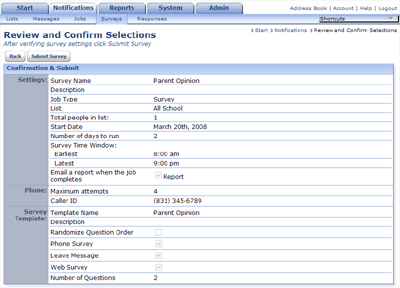 Start Notifications Reports System Admin
Address Book | Account | Help | Logout
Lists Messages Jobs Surveys Responses
Shortcuts
Review and Confirm Selections
> Start > Notifications > Review and Confirm Selections
After verifying survey settings click Submit Survey
Back Submit Survey
Confirmation & Submit
Settings: Survey Name Parent Opinion
Description
Job Type Survey
List All School
Total people in list: 1
Start Date March 20th, 2008
Number of days to run 2
Survey Time Window:
Earliest 8:00 am
Latest 9:00 pm
Email a report when the job
completes Report
Phone: Maximum attempts 4
Caller ID (831) 345-6789
Survey Template: Template Name Parent Opinion
Description
Randomize Question Order
Phone Survey
Leave Message
Web Survey
Number of Questions 2